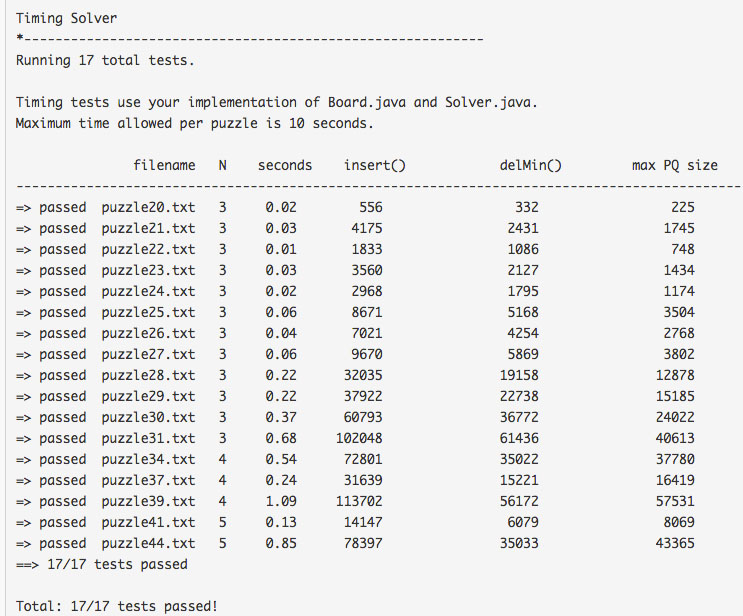 Timing Solver
*-----------------------------------------------------------
Running 17 total tests.
Timing tests use your implementation of Board.java and Solver.java.
Maximum time allowed per puzzle is 10 seconds.
filename N seconds insert() delMin() max PQ size
---------------------------------------------------------------------------------------------
=> passed puzzle20.txt 3 0.02 556 332 225
=> passed puzzle21.txt 3 0.03 4175 2431 1745
=> passed puzzle22.txt 3 0.01 1833 1086 748
=> passed puzzle23.txt 3 0.03 3560 2127 1434
=> passed puzzle24.txt 3 0.02 2968 1795 1174
=> passed puzzle25.txt 3 0.06 8671 5168 3504
=> passed puzzle26.txt 3 0.04 7021 4254 2768
=> passed puzzle27.txt 3 0.06 9670 5869 3802
=> passed puzzle28.txt 3 0.22 32035 19158 12878
=> passed puzzle29.txt 3 0.22 37922 22738 15185
=> passed puzzle30.txt 3 0.37 60793 36772 24022
=> passed puzzle31.txt 3 0.68 102048 61436 40613
=> passed puzzle34.txt 4 0.54 72801 35022 37780
=> passed puzzle37.txt 4 0.24 31639 15221 16419
=> passed puzzle39.txt 4 1.09 113702 56172 57531
=> passed puzzle41.txt 5 0.13 14147 6079 8069
=> passed puzzle44.txt 5 0.85 78397 35033 43365
==> 17/17 tests passed
Total: 17/17 tests passed!